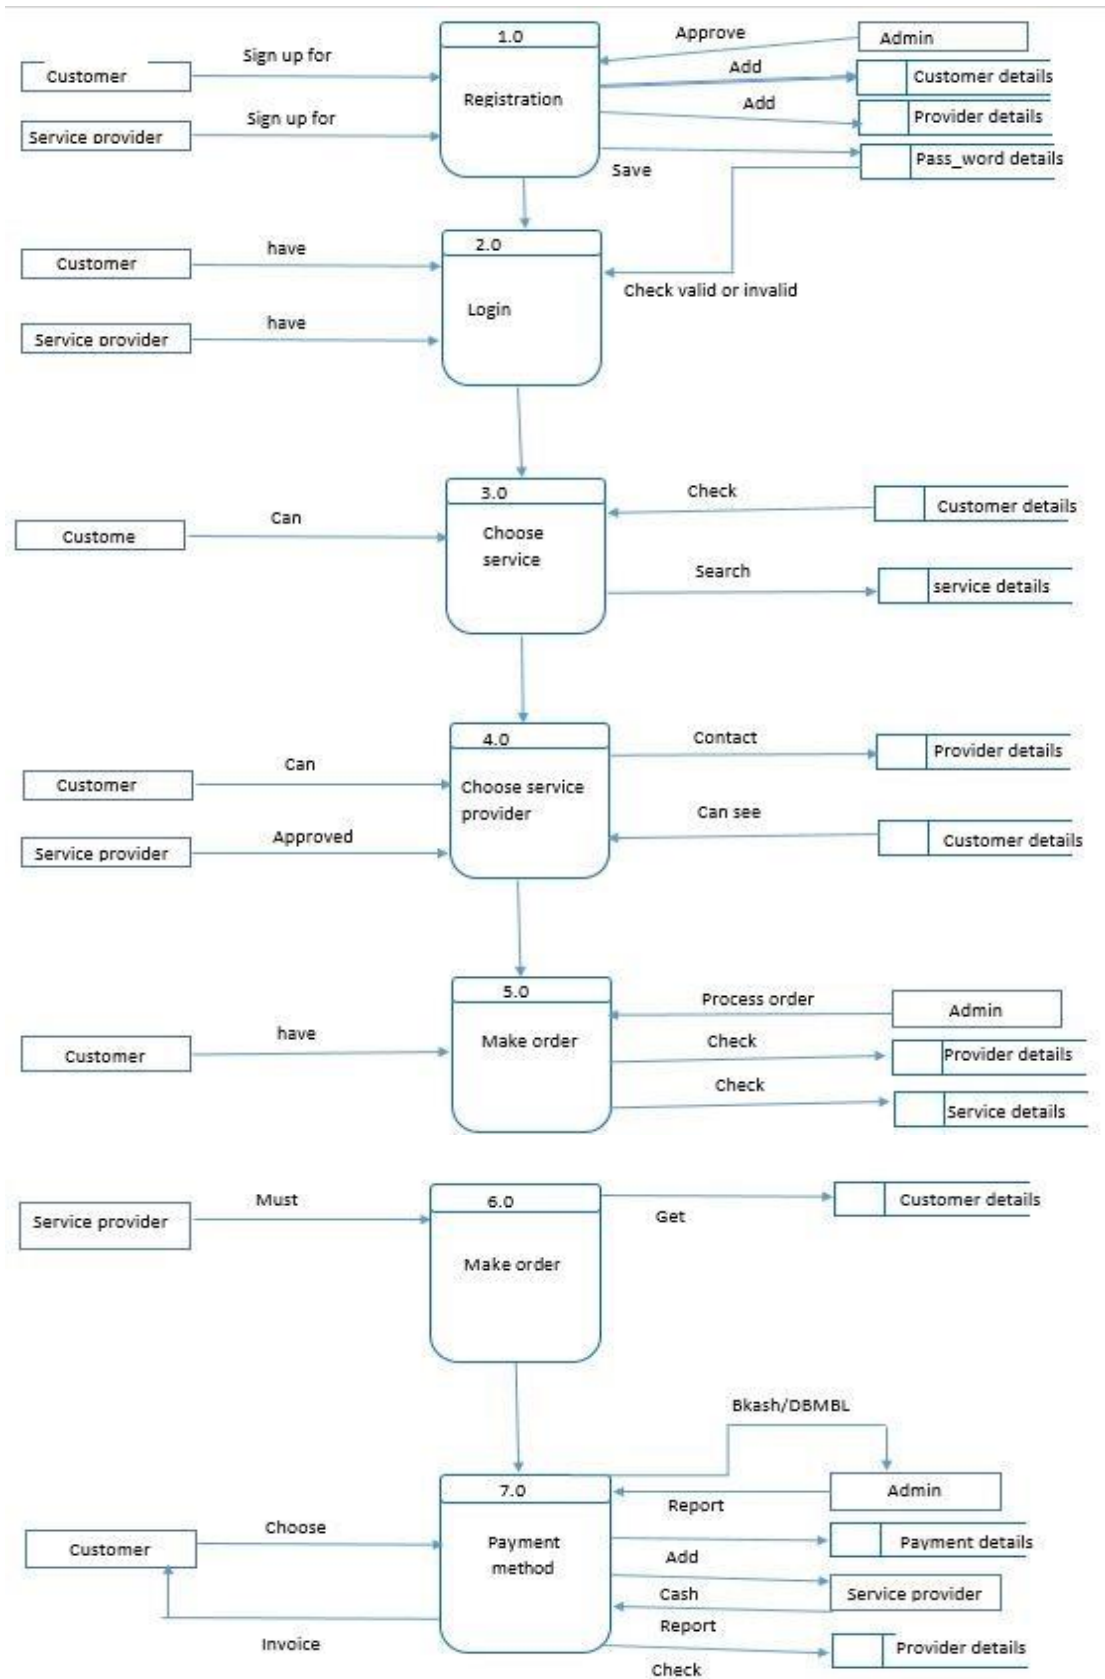 1.0
Approve
Admin
Sign up for
Customer
Add
Customer details
Registration
Add
Provider details
Sign up for
Service provider
Save
Pass_word details
2.0
have
Customer
Check valid or invalid
Login
have
Service provider
3.0
Check
Customer details
Can
Custome
Choose
service
Search
service details
4.0
Contact
Provider details
Can
Customer
Choose service
provider
Can see
Customer details
Approved
Service provider
5.0
Process order
Admin
have
Customer
Make order
Check
Provider details
Check
Service details
6.0
Must
Service provider
Get
Customer details
Make order
Bkash/DBMBL
7.0
Admin
Report
Choose
Customer
Payment
method
Payment details
Add
Cash
Service provider
Report
Invoice
Provider details
Check